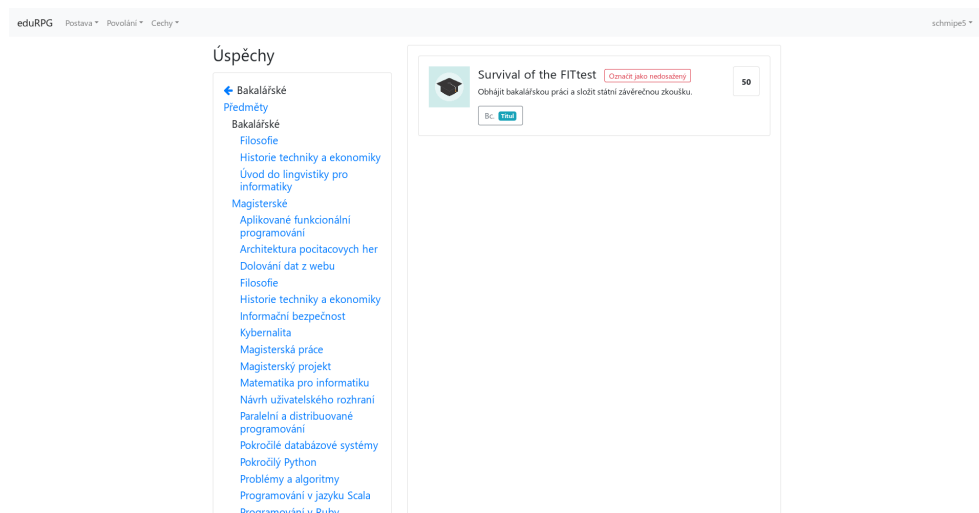 eduRPG Postava Povolání Cechy schmipe5
Úspěchy
Bakalářské
Předměty
Bakalářské
Filosofie
Historie techniky a ekonomiky
Úvod do lingvistiky pro
informatiky
Magisterské
Aplikované funkcionální
programování
Architektura pocitacovych her
Dolování dat z webu
Filosofie
Historie techniky a ekonomiky
Informační bezpečnost
Kybernalita
Magisterská práce
Magisterský projekt
Matematika pro informatiku
Návrh uživatelského rozhraní
Paralelní a distribuované
programování
Pokročilé databázové systémy
Pokročilý Python
Problémy a algoritmy
Programování v jazyku Scala
Programování v Ruby
Survival of the FITtest Označit jako nedosažený 50
Obhájit bakalářskou práci a složit státní závěrečnou zkoušku.
Bc. Titul